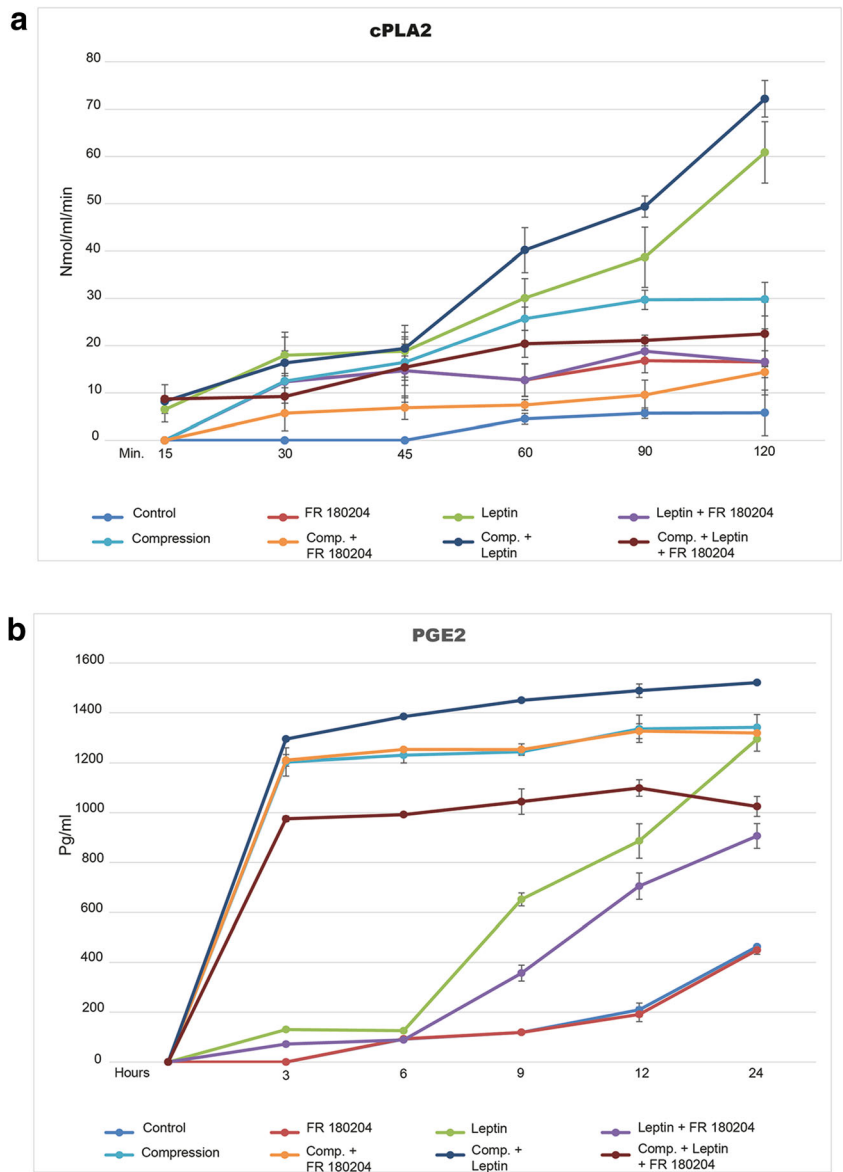 a
cPLA2
80
70
60
50
40
30
20
10
0
Nmol/ml/min
Min. 15 30 45 60 90 120
Control FR 180204 Leptin Leptin + FR 180204
Compression Comp. + FR 180204 Comp. + Leptin Comp. + Leptin + FR 180204
b
PGE2
1600
1400
1200
1000
800
600
400
200
0
Pg/ml
Hours 3 6 9 12 24
Control FR 180204 Leptin Leptin + FR 180204
Compression Comp. + FR 180204 Comp. + Leptin Comp. + Leptin + FR 180204